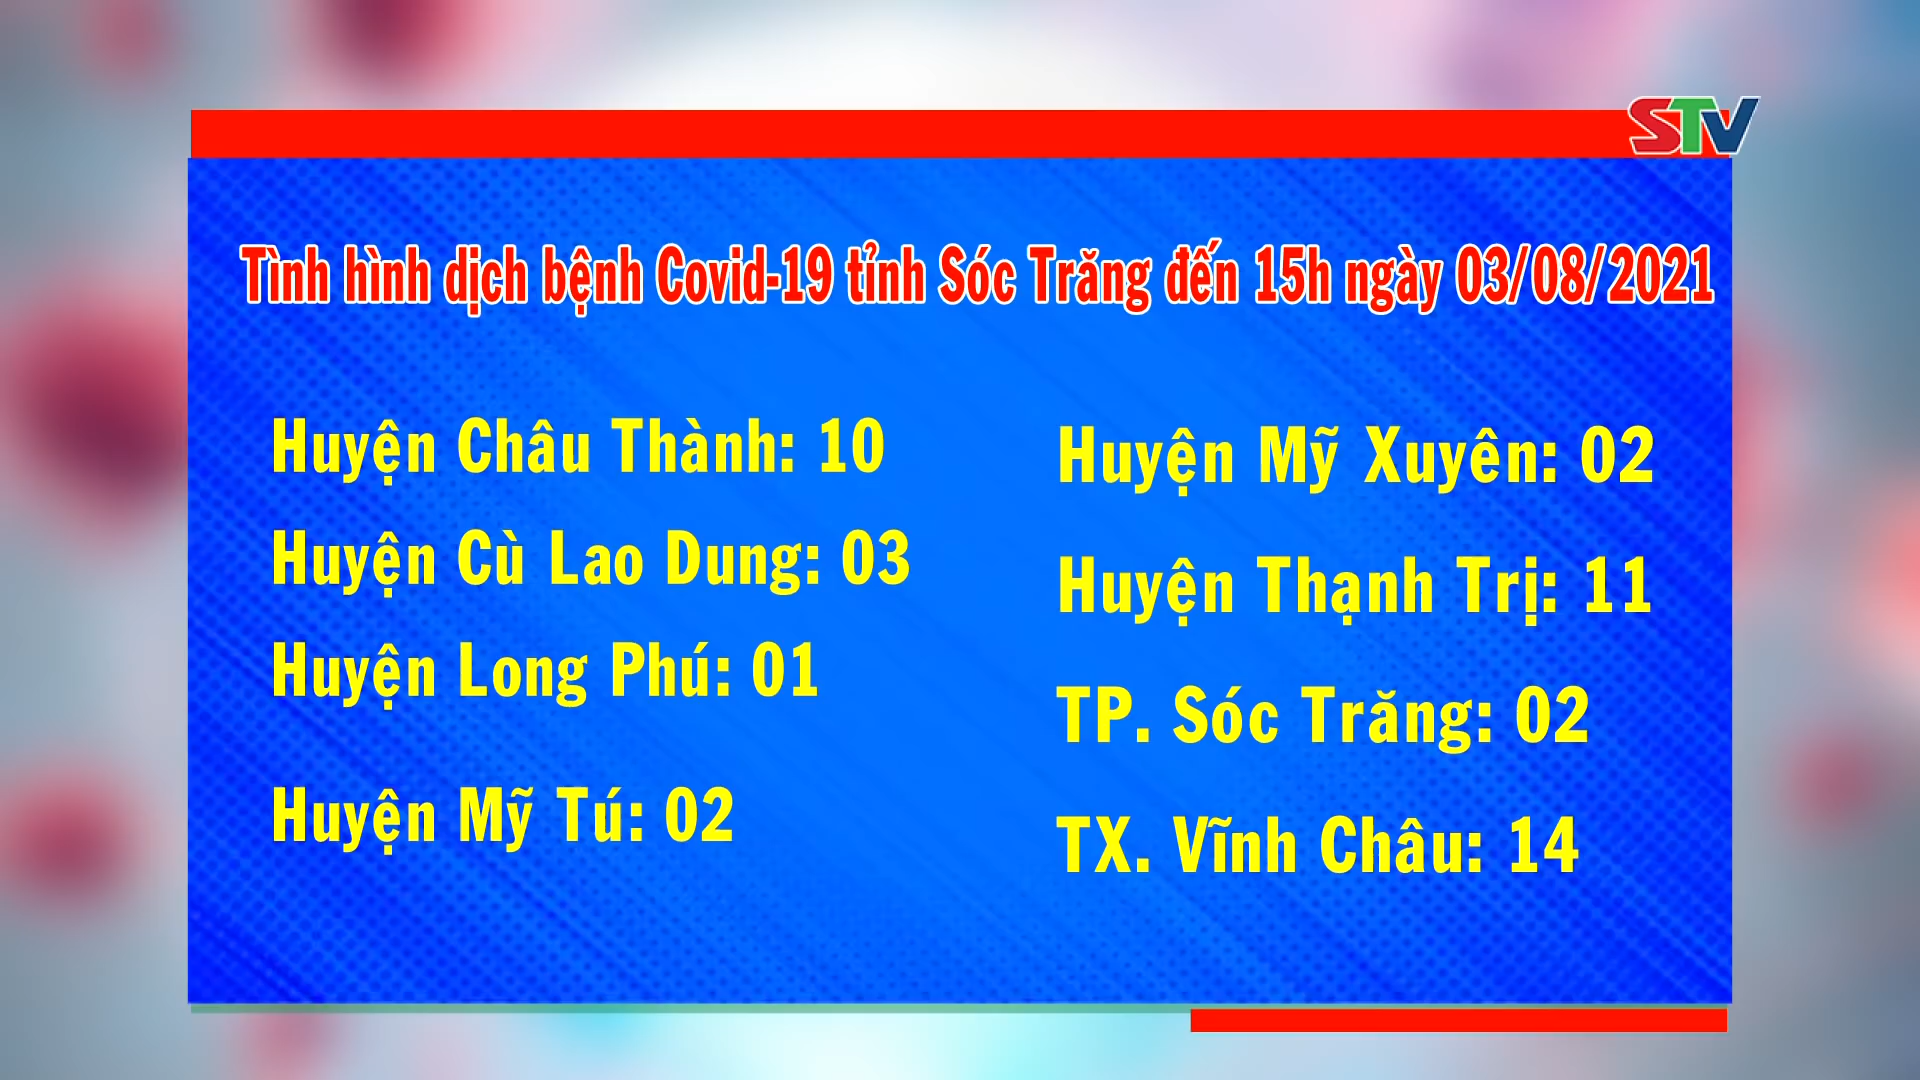 STV
Tình hình dịch bệnh Covid-19 tỉnh Sóc Trăng đến 15h ngày 03/08/2021
Huyện Châu Thành: 10
Huyện Cù Lao Dung: 03
Huyện Long Phú: 01
Huyện Mỹ Tú: 02
Huyện Mỹ Xuyên: 02
Huyện Thạnh Trị: 11
TP. Sóc Trăng: 02
TX. Vĩnh Châu: 14